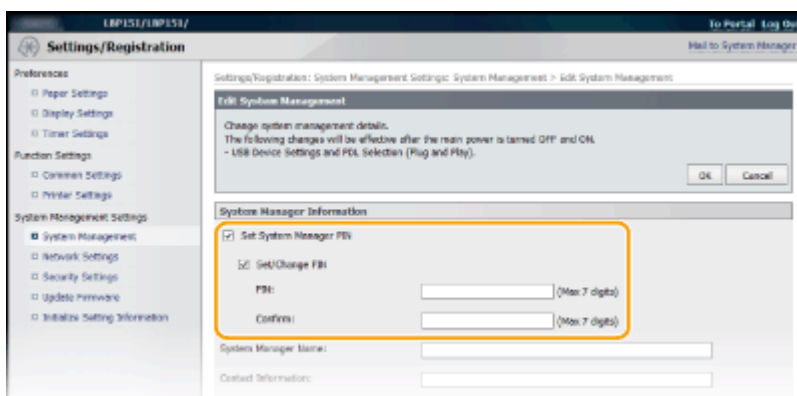 LBP151/LBP151/
To Portal Log Ou
Settings/Registration
Mail to System Manager
Preferences
Paper Settings
Display Settings
Timer Settings
Function Settings
Common Settings
Printer Settings
System Management Settings
System Management
Network Settings
Security Settings
Update Firmware
Initialize Setting Information
Settings/Registration: System Management Settings: System Management > Edit System Management
Edit System Management
Change system management details.
The following changes will be effective after the main power is turned OFF and ON.
- USB Device Settings and PDL Selection (Plug and Play).
OK Cancel
System Manager Information
Set System Manager PIN
Set/Change PIN
PIN: (Max 7 digits)
Confirm: (Max 7 digits)
System Manager Name:
Contact Information: